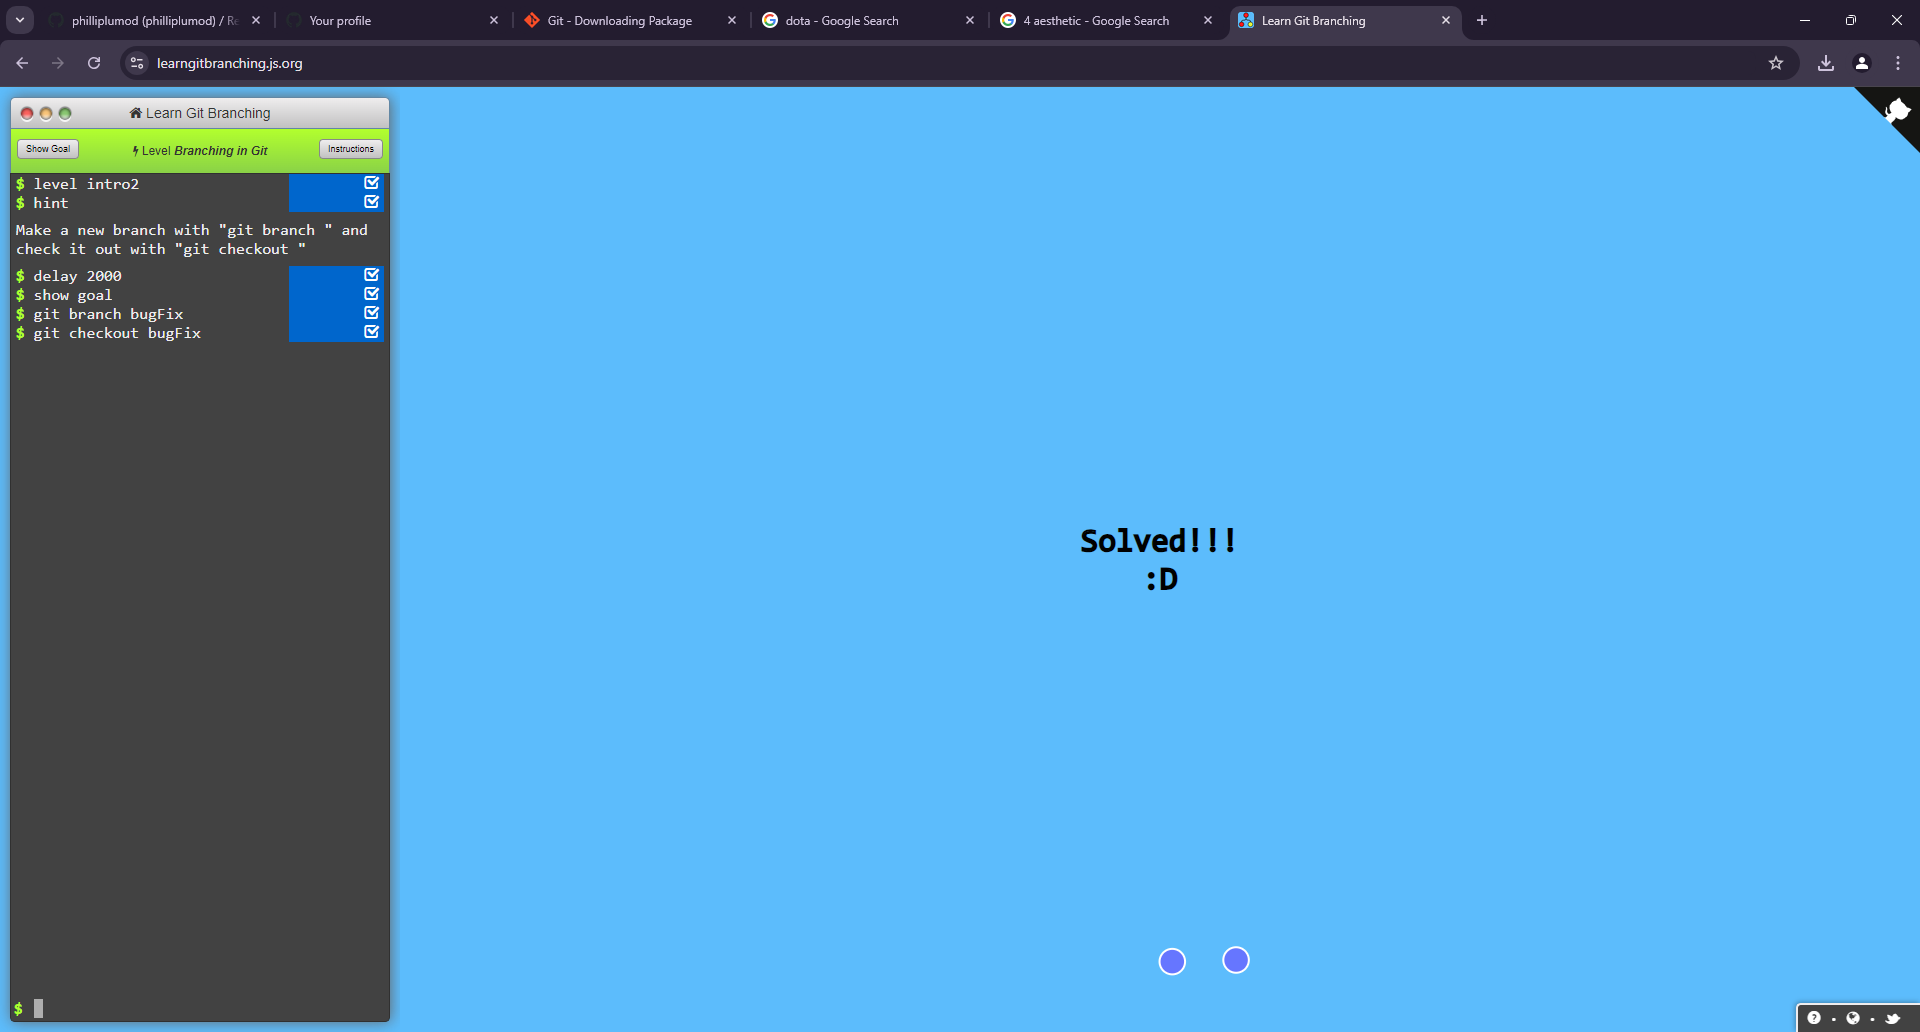 philliplumod (philliplumod) / Re
Your profile
Git - Downloading Package
dota - Google Search
4 aesthetic - Google Search
Learn Git Branching
learngitbranching.js.org
Learn Git Branching
Show Goal
Level Branching in Git
Instructions
$ level intro2
$ hint
Make a new branch with "git branch " and
check it out with "git checkout "
$ delay 2000
$ show goal
$ git branch bugFix
$ git checkout bugFix
Solved!!!
:D
$